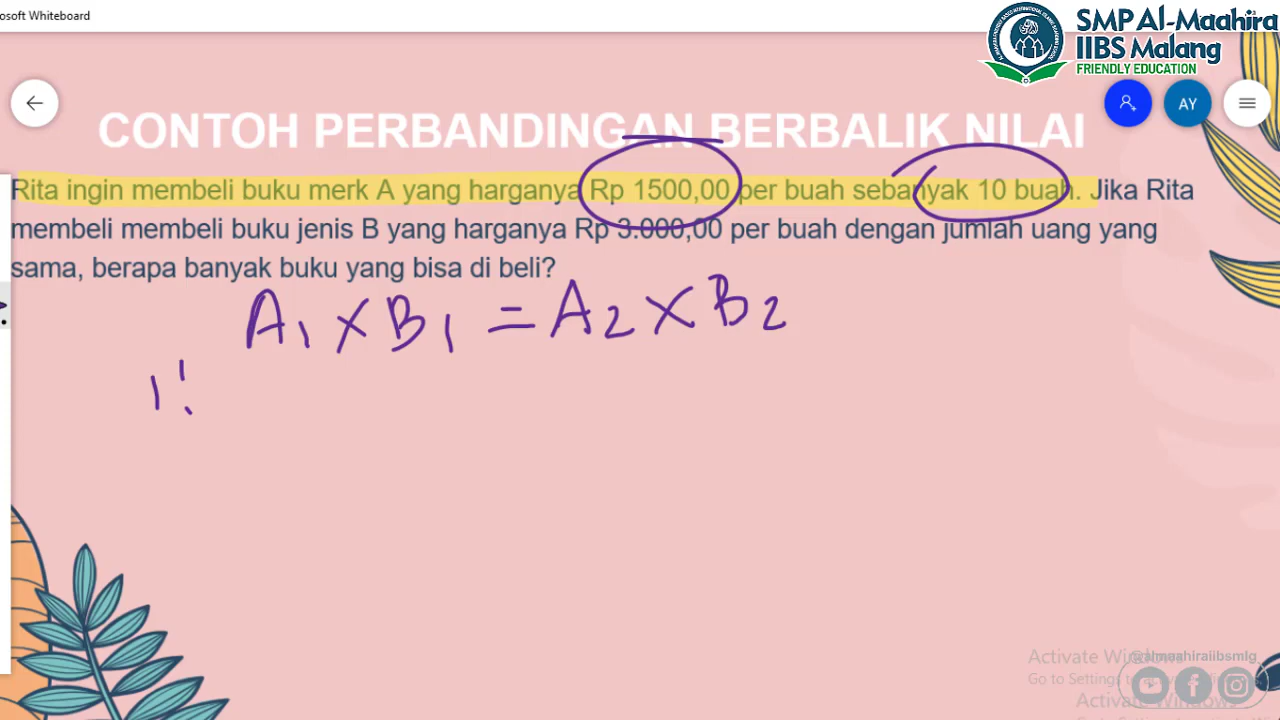 osoft Whiteboard
SMP Al-Maahira
IIBS Malang
FRIENDLY EDUCATION
AY
CONTOH PERBANDINGAN BERBALIK NILAI
Rita ingin membeli buku merk A yang harganya Rp 1500,00 per buah sebanyak 10 buah. Jika Rita
membeli membeli buku jenis B yang harganya Rp 3.000,00 per buah dengan jumlah uang yang
sama, berapa banyak buku yang bisa di beli?
A1 X B1 = A2 X B2
Activate Windows
@almaahiraiibsmlg
Go to Settings to
Activate Windows